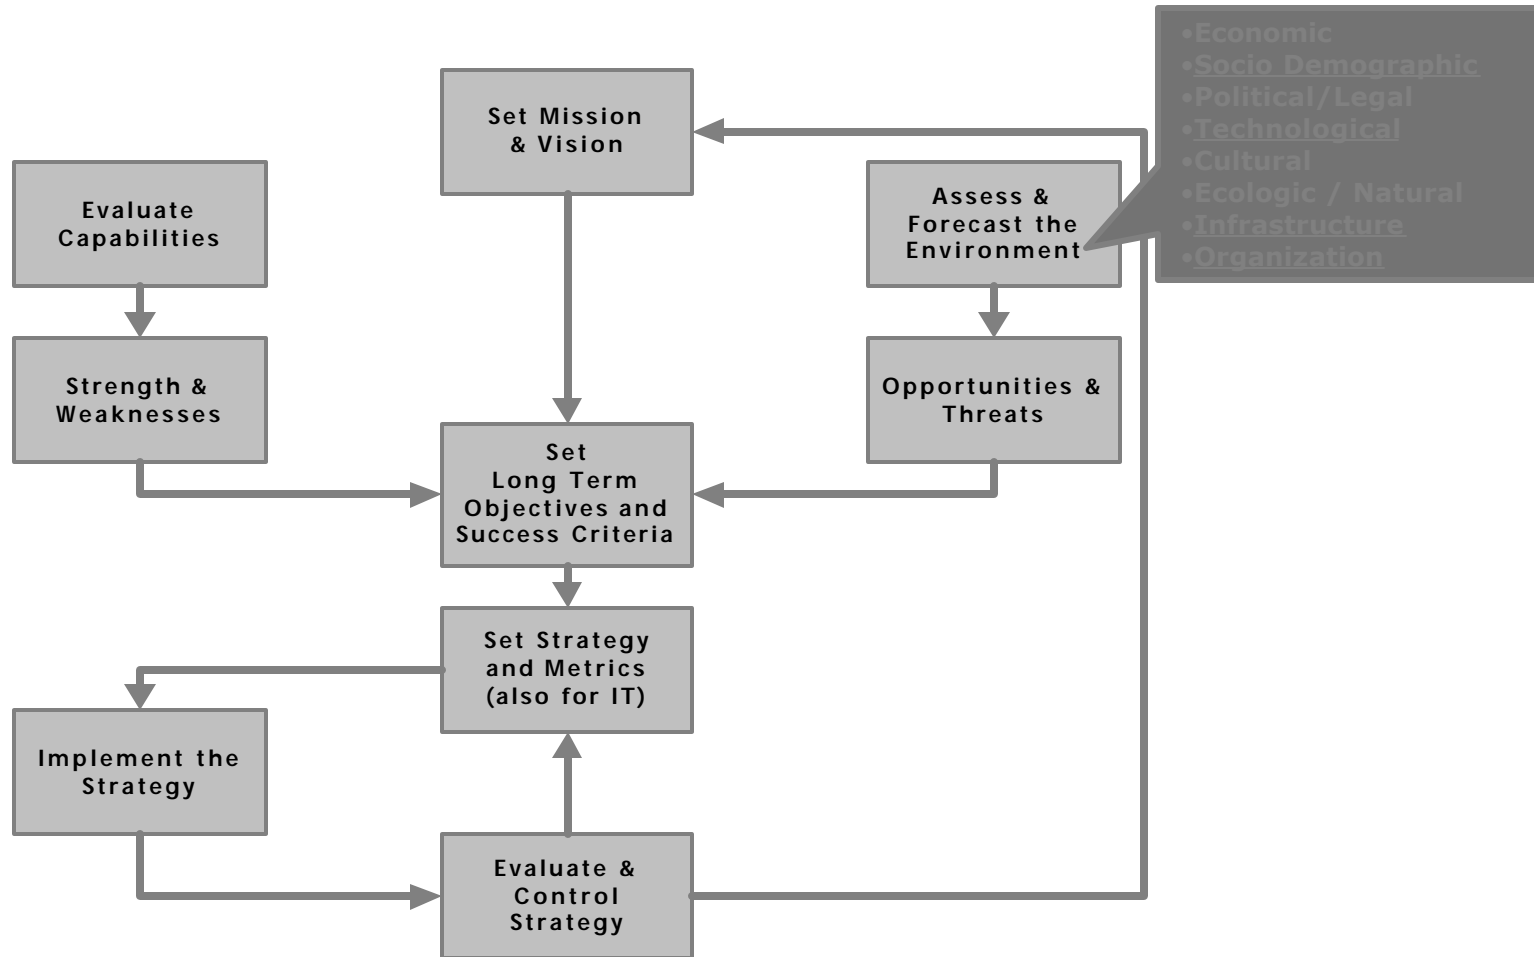 •Economic
•Socio Demographic
•Political/Legal
•Technological
•Cultural
•Ecologic / Natural
•Infrastructure
•Organization
Set Mission
& Vision
Evaluate
Capabilities
Assess &
Forecast the
Environment
Strength &
Weaknesses
Opportunities &
Threats
Set
Long Term
Objectives and
Success Criteria
Set Strategy
and Metrics
(also for IT)
Implement the
Strategy
Evaluate &
Control
Strategy